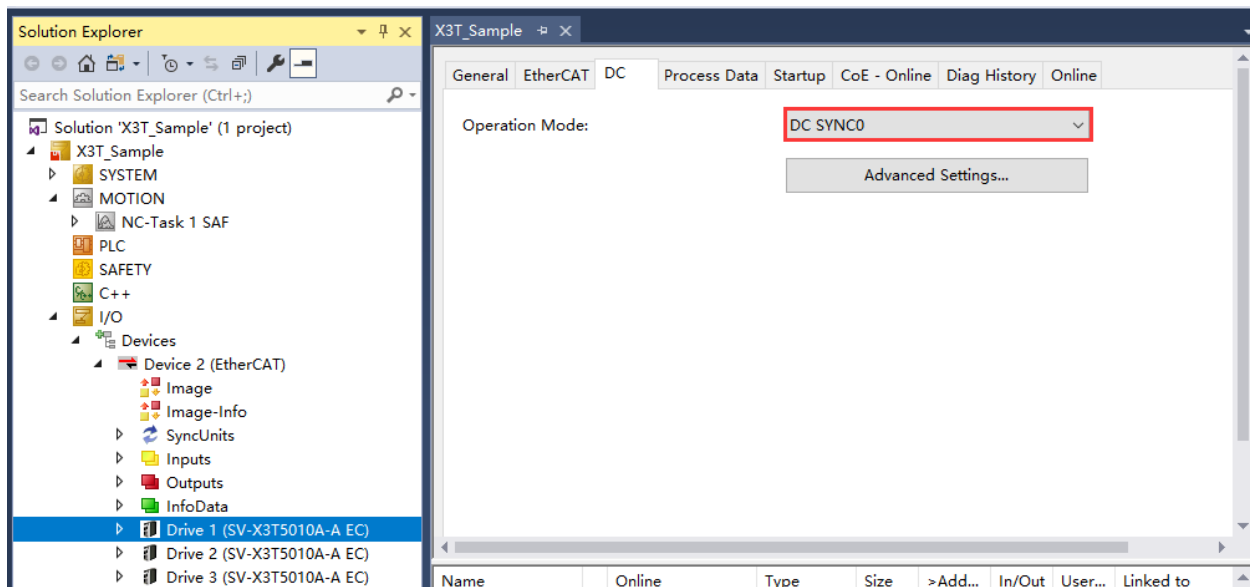 Solution Explorer
Search Solution Explorer (Ctrl+;)
Solution 'X3T_Sample' (1 project)
X3T_Sample
SYSTEM
MOTION
NC-Task 1 SAF
PLC
SAFETY
C++
I/O
Devices
Device 2 (EtherCAT)
Image
Image-Info
SyncUnits
Inputs
Outputs
InfoData
Drive 1 (SV-X3T5010A-A EC)
Drive 2 (SV-X3T5010A-A EC)
Drive 3 (SV-X3T5010A-A EC)
X3T_Sample
General EtherCAT DC Process Data Startup CoE - Online Diag History Online
Operation Mode: DC SYNC0
Advanced Settings...
Name Online Type Size >Add... In/Out User... Linked to